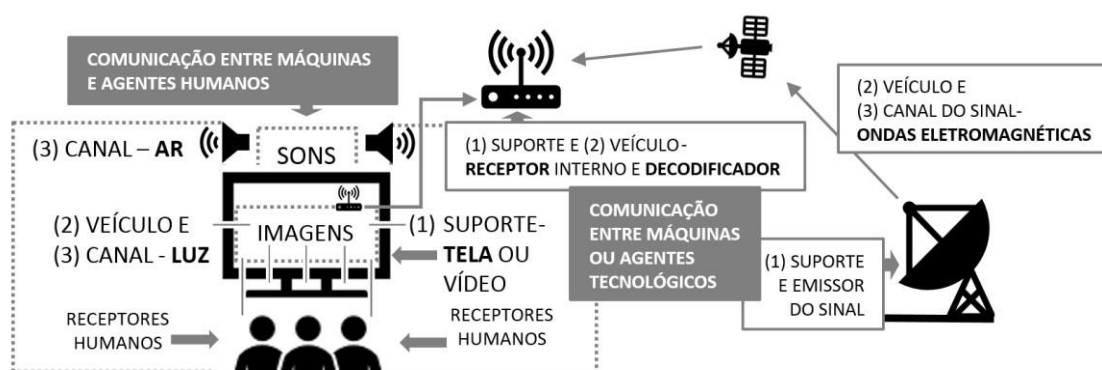 COMUNICAÇÃO ENTRE MÁQUINAS
E AGENTES HUMANOS
(3) CANAL – AR
SONS
(2) VEÍCULO E
(3) CANAL - LUZ
IMAGENS
(1) SUPORTE-
TELA OU
VÍDEO
RECEPTORES
HUMANOS
RECEPTORES
HUMANOS
(1) SUPORTE E (2) VEÍCULO-
RECEPTOR INTERNO E DECODIFICADOR
COMUNICAÇÃO
ENTRE MÁQUINAS
OU AGENTES
TECNOLÓGICOS
(2) VEÍCULO E
(3) CANAL DO SINAL-
ONDAS ELETROMAGNÉTICAS
(1) SUPORTE
E EMISSOR
DO SINAL